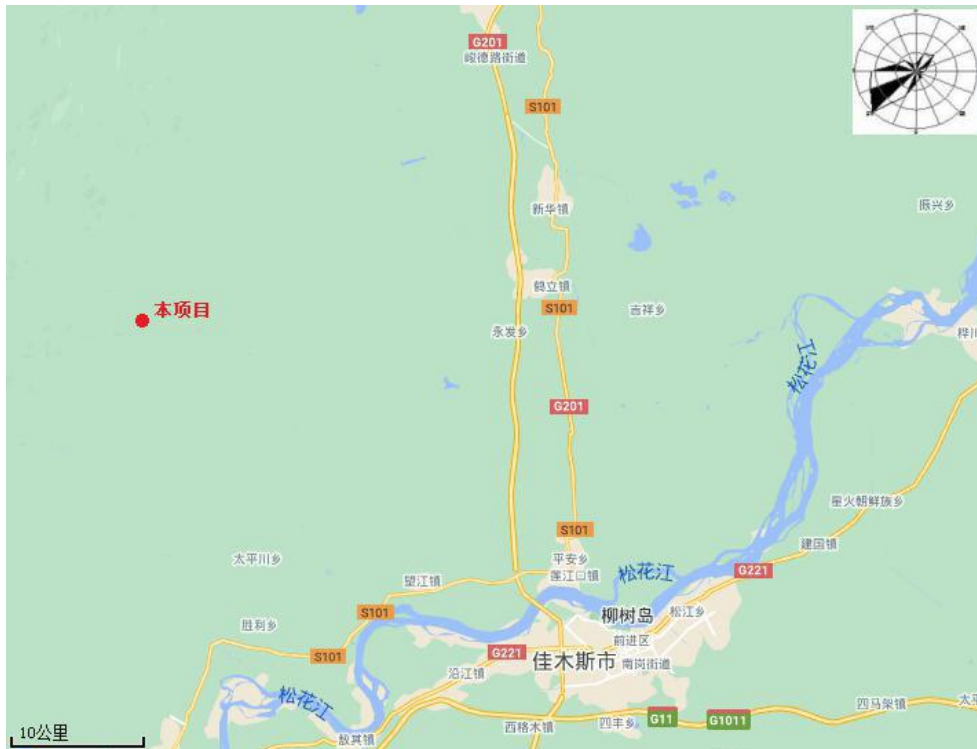 G201
峻德路街道
S101
新华镇
振兴乡
鹤立镇
S101
吉祥乡
本项目
永发乡
松花江
桦川
G201
星火朝鲜族乡
S101
建国镇
太平川乡
平安乡
望江镇
莲江口镇
松花江
G221
S101
柳树岛
松江乡
胜利乡
前进区
S101
G221
佳木斯市
南岗街道
沿江镇
松花江
四马架镇
太平
西格木镇
四丰乡
G11
G1011
敖其镇
10公里